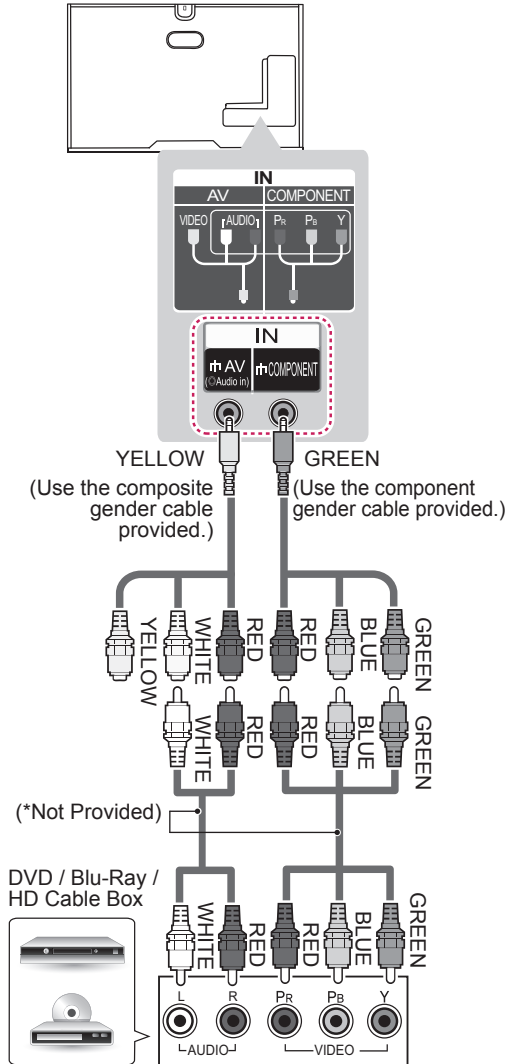 IN
AV COMPONENT
VIDEO AUDIO PR PB Y
IN
AV COMPONENT
(Audio in)
YELLOW GREEN
(Use the composite
gender cable
provided.)
(Use the component
gender cable provided.)
YELLOW WHITE RED RED BLUE GREEN
WHITE RED RED BLUE GREEN
(*Not Provided)
DVD / Blu-Ray /
HD Cable Box
WHITE RED RED BLUE GREEN
L R PR PB Y
AUDIO VIDEO